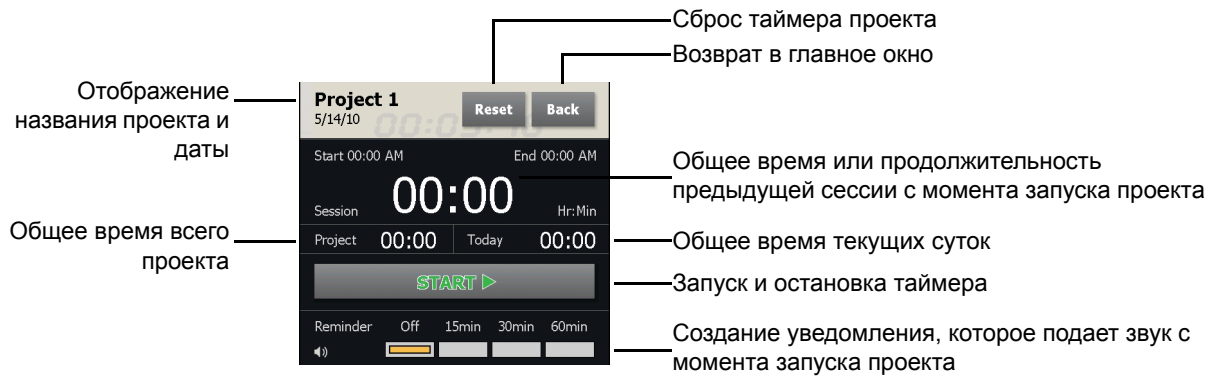 Сброс таймера проекта
Возврат в главное окно
Отображение
названия проекта и
даты
Project 1
5/14/10
Reset
Back
Start 00:00 AM
End 00:00 AM
00:00
Session
Hr:Min
Общее время или продолжительность
предыдущей сессии с момента запуска проекта
Общее время всего
проекта
Project 00:00 Today 00:00
Общее время текущих суток
START
Запуск и остановка таймера
Reminder Off 15min 30min 60min
Создание уведомления, которое подает звук с
момента запуска проекта